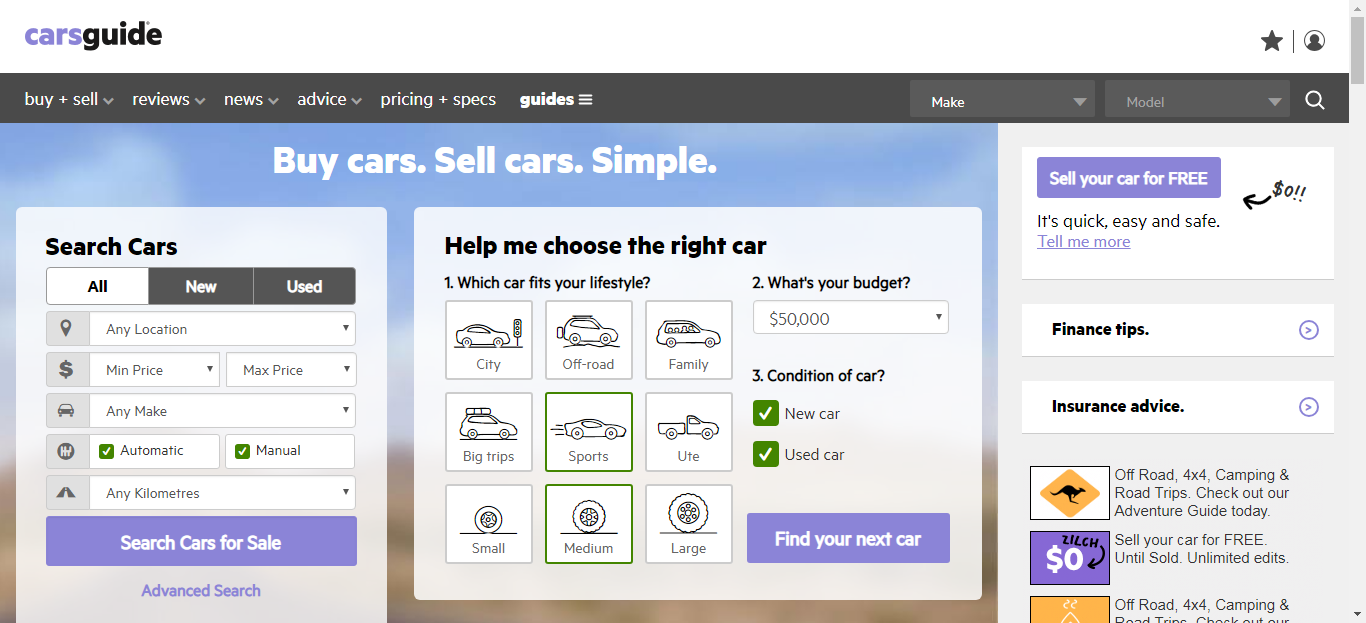 carsguide
buy + sell
reviews
news
advice
pricing + specs
guides
Make
Model
Buy cars. Sell cars. Simple.
Search Cars
All
New
Used
Any Location
$
Min Price
Max Price
Any Make
Automatic
Manual
Any Kilometres
Search Cars for Sale
Advanced Search
Help me choose the right car
1. Which car fits your lifestyle?
City
Off-road
Family
Big trips
Sports
Ute
Small
Medium
Large
2. What's your budget?
$50,000
3. Condition of car?
New car
Used car
Find your next car
Sell your car for FREE
$0!!
It's quick, easy and safe.
Tell me more
Finance tips.
Insurance advice.
Off Road, 4x4, Camping &
Road Trips. Check out our
Adventure Guide today.
ZILCH
$0
Sell your car for FREE.
Until Sold. Unlimited edits.
Off Road, 4x4, Camping &
Road Trips. Check out our